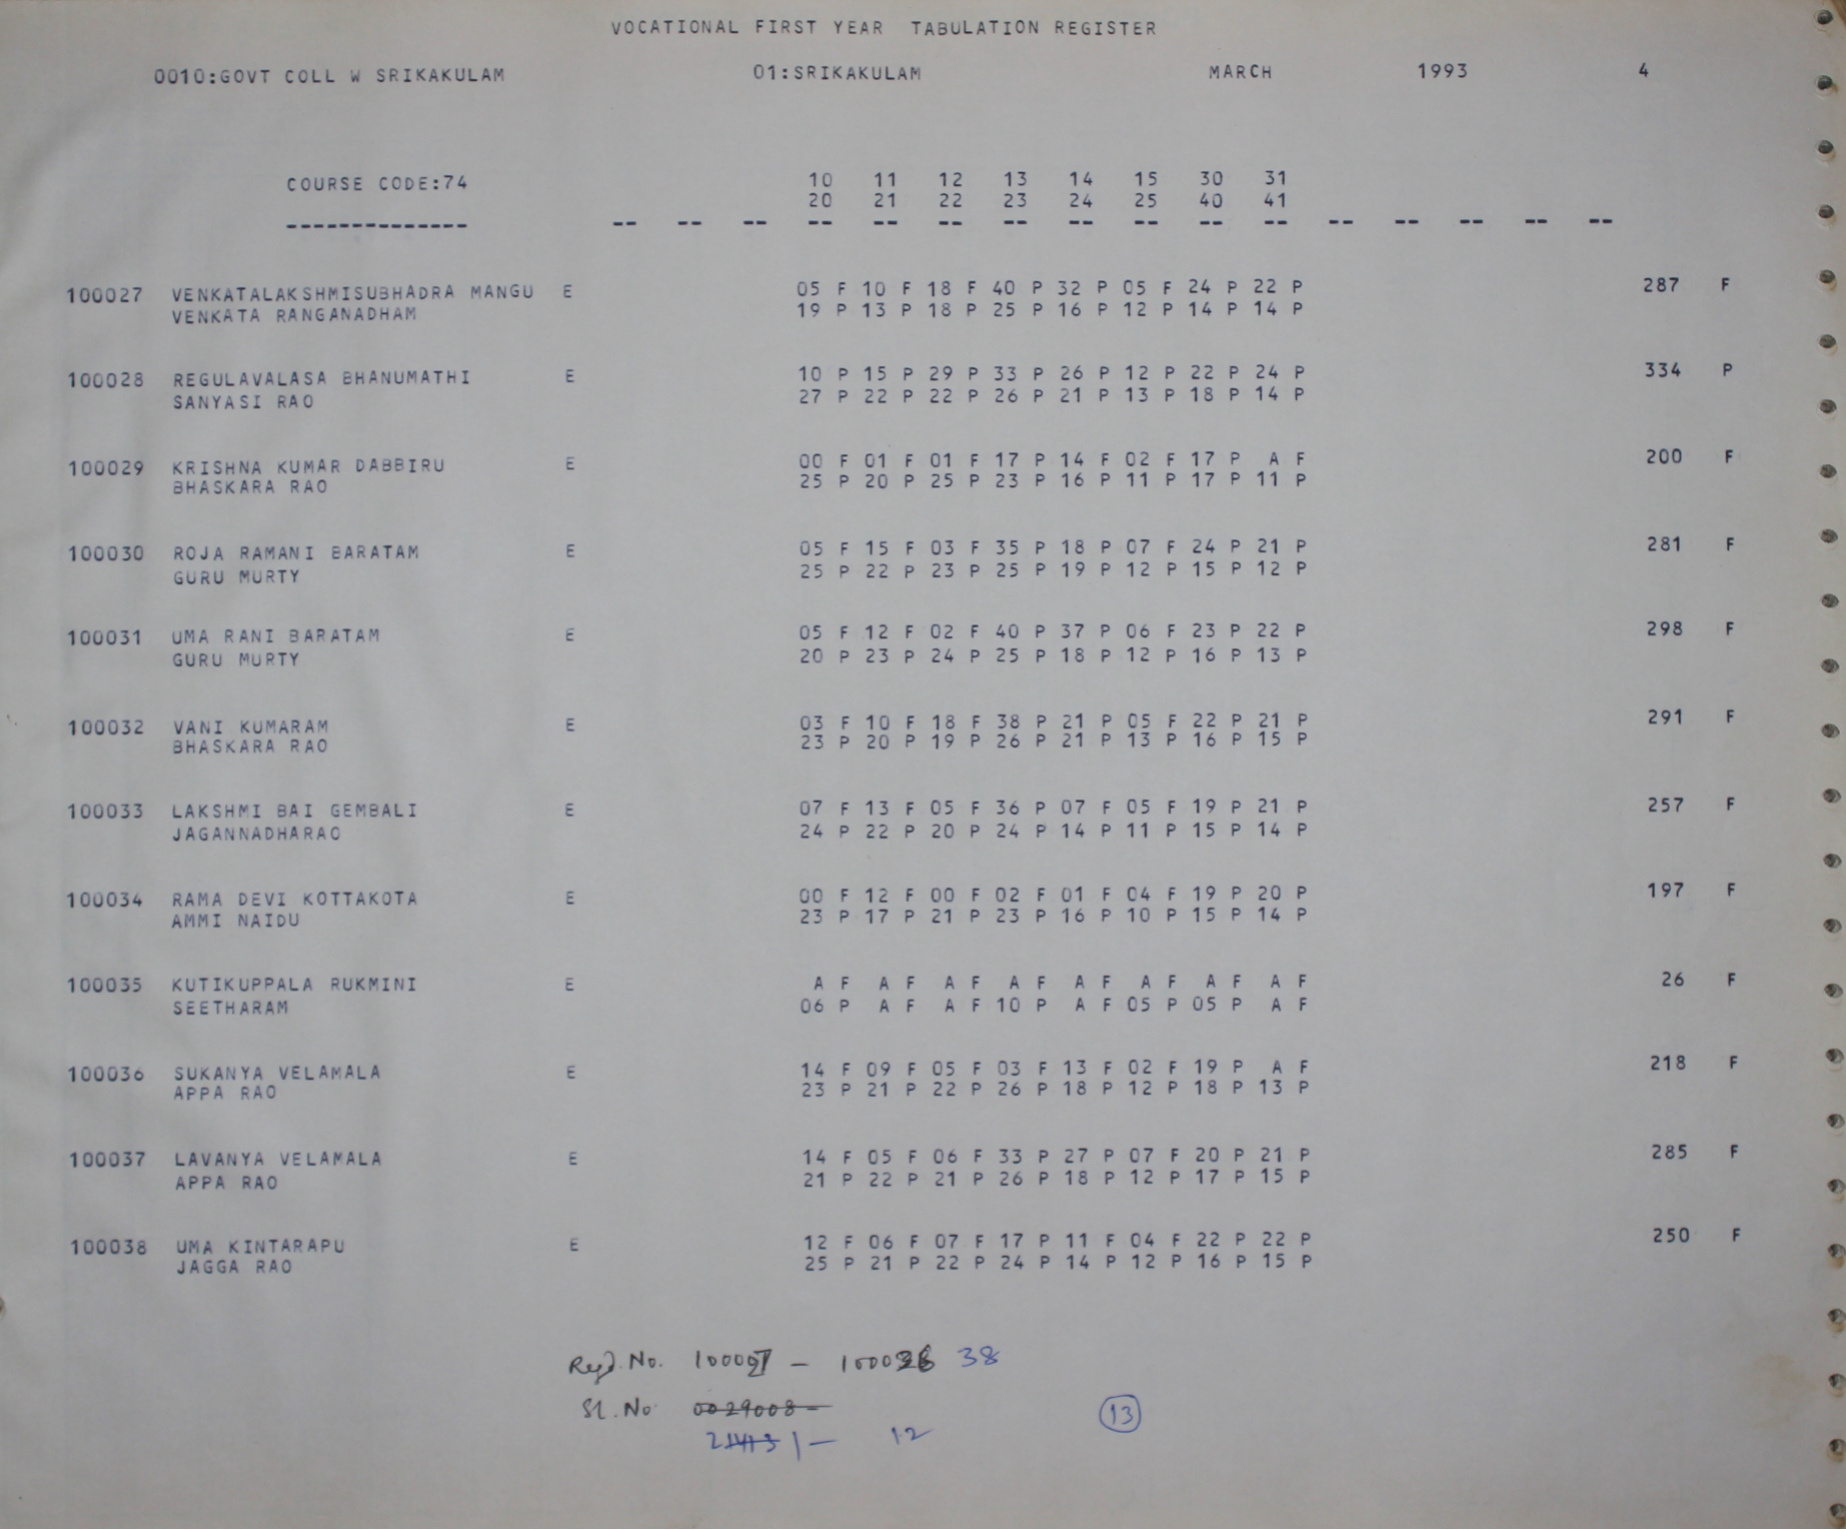 VOCATIONAL FIRST YEAR TABULATION REGISTER
0010:GOVT COLL W SRIKAKULAM 01:SRIKAKULAM MARCH 1993 4
COURSE CODE:74 10 11 12 13 14 15 30 31
20 21 22 23 24 25 40 41
-------------- -- -- -- -- -- -- -- -- -- -- -- -- -- -- -- --
100027 VENKATALAKSHMISUBHADRA MANGU E 05 F 10 F 18 F 40 P 32 P 05 F 24 P 22 P 287 F
VENKATA RANGANADHAM 19 P 13 P 18 P 25 P 16 P 12 P 14 P 14 P
100028 REGULAVALASA BHANUMATHI E 10 P 15 P 29 P 33 P 26 P 12 P 22 P 24 P 334 P
SANYASI RAO 27 P 22 P 22 P 26 P 21 P 13 P 18 P 14 P
100029 KRISHNA KUMAR DABBIRU E 00 F 01 F 01 F 17 P 14 F 02 F 17 P A F 200 F
BHASKARA RAO 25 P 20 P 25 P 23 P 16 P 11 P 17 P 11 P
100030 ROJA RAMANI BARATAM E 05 F 15 F 03 F 35 P 18 P 07 F 24 P 21 P 281 F
GURU MURTY 25 P 22 P 23 P 25 P 19 P 12 P 15 P 12 P
100031 UMA RANI BARATAM E 05 F 12 F 02 F 40 P 37 P 06 F 23 P 22 P 298 F
GURU MURTY 20 P 23 P 24 P 25 P 18 P 12 P 16 P 13 P
100032 VANI KUMARAM E 03 F 10 F 18 F 38 P 21 P 05 F 22 P 21 P 291 F
BHASKARA RAO 23 P 20 P 19 P 26 P 21 P 13 P 16 P 15 P
100033 LAKSHMI BAI GEMBALI E 07 F 13 F 05 F 36 P 07 F 05 F 19 P 21 P 257 F
JAGANNADHARAO 24 P 22 P 20 P 24 P 14 P 11 P 15 P 14 P
100034 RAMA DEVI KOTTAKOTA E 00 F 12 F 00 F 02 F 01 F 04 F 19 P 20 P 197 F
AMMI NAIDU 23 P 17 P 21 P 23 P 16 P 10 P 15 P 14 P
100035 KUTIKUPPALA RUKMINI E A F A F A F A F A F A F A F A F 26 F
SEETHARAM 06 P A F A F 10 P A F 05 P 05 P A F
100036 SUKANYA VELAMALA E 14 F 09 F 05 F 03 F 13 F 02 F 19 P A F 218 F
APPA RAO 23 P 21 P 22 P 26 P 18 P 12 P 18 P 13 P
100037 LAVANYA VELAMALA E 14 F 05 F 06 F 33 P 27 P 07 F 20 P 21 P 285 F
APPA RAO 21 P 22 P 21 P 26 P 18 P 12 P 17 P 15 P
100038 UMA KINTARAPU E 12 F 06 F 07 F 17 P 11 F 04 F 22 P 22 P 250 F
JAGGA RAO 25 P 21 P 22 P 24 P 14 P 12 P 16 P 15 P
Regd. No. - 38
Sl. No 0029008-
1 - 12 13